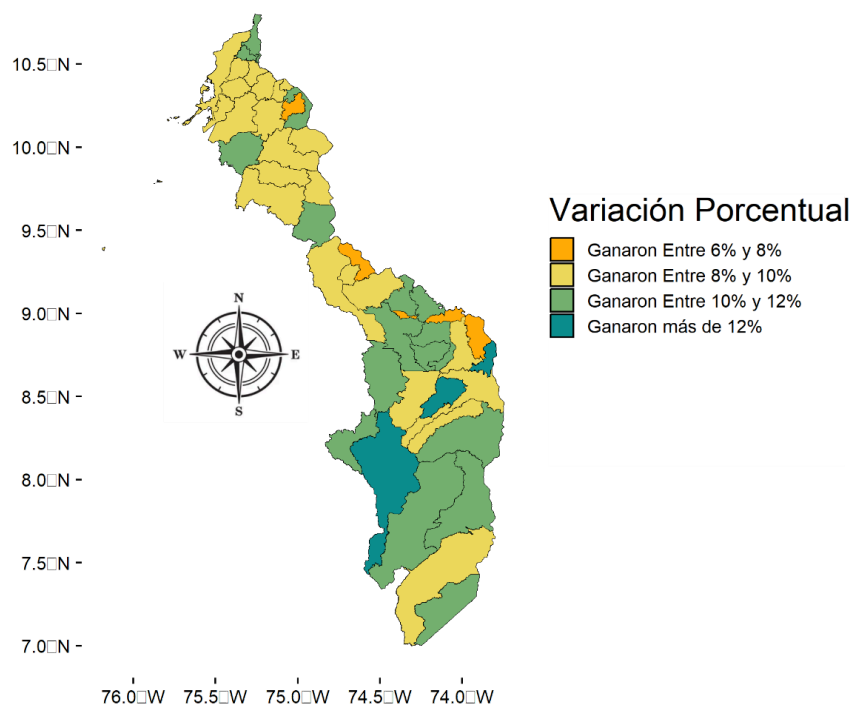 10.5□N
10.0□N
9.5□N
9.0□N
8.5□N
8.0□N
7.5□N
7.0□N
76.0□W 75.5□W 75.0□W 74.5□W 74.0□W
N
W E
S
Variación Porcentual
Ganaron Entre 6% y 8%
Ganaron Entre 8% y 10%
Ganaron Entre 10% y 12%
Ganaron más de 12%